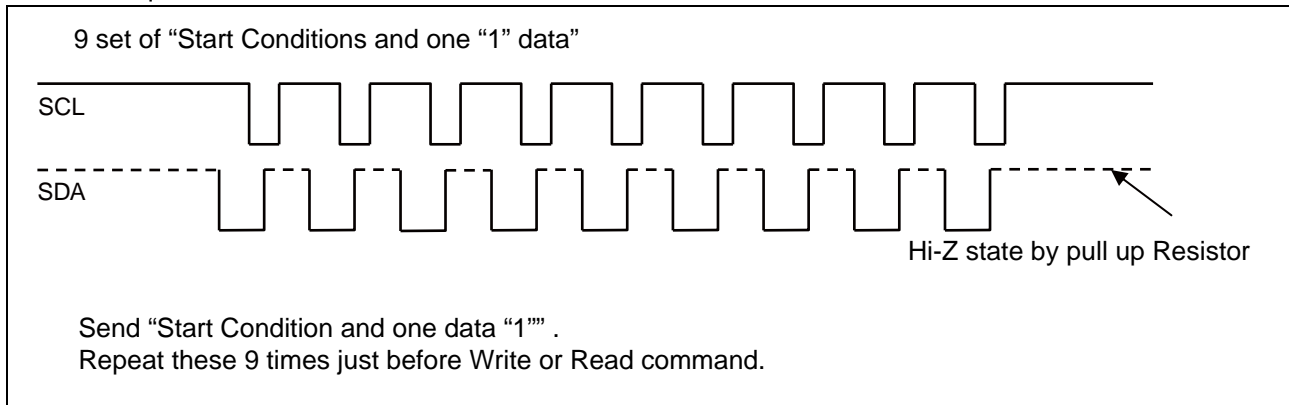 9 set of “Start Conditions and one “1” data”
SCL
SDA
Hi-Z state by pull up Resistor
Send “Start Condition and one data “1”” .
Repeat these 9 times just before Write or Read command.